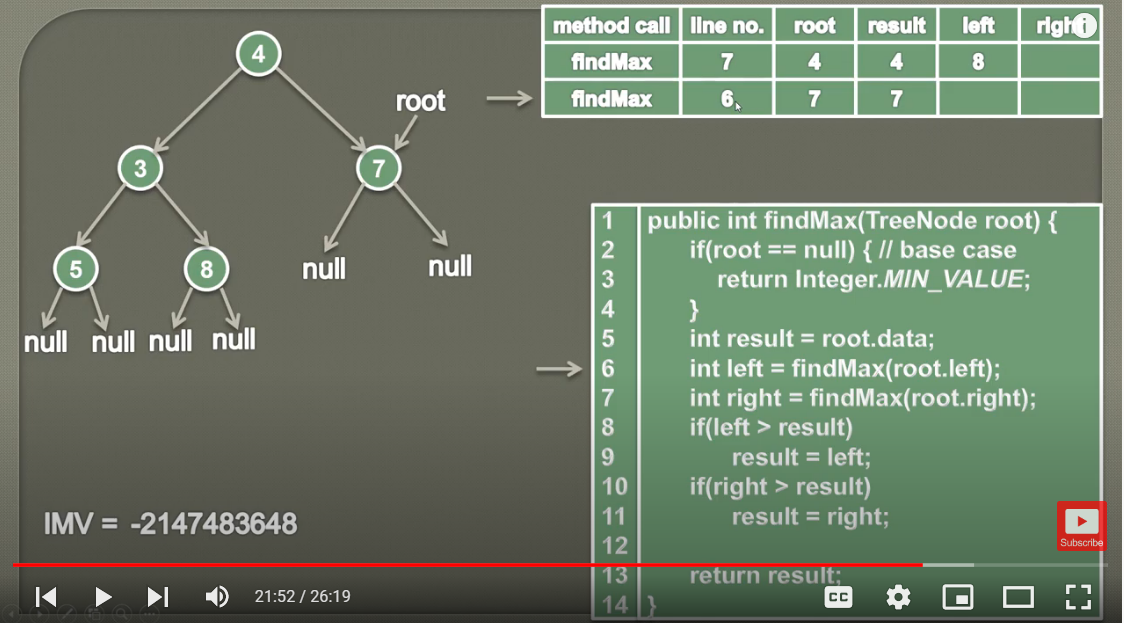 4
root
3
7
5
8
null
null
null
null
null
null
IMV = -2147483648
method call line no. root result left righ
findMax 7 4 4 8
findMax 6 7 7
1 public int findMax(TreeNode root) {
2 if(root == null) { // base case
3 return Integer.MIN_VALUE;
4 }
5 int result = root.data;
6 int left = findMax(root.left);
7 int right = findMax(root.right);
8 if(left > result)
9 result = left;
10 if(right > result)
11 result = right;
12
13 return result;
14 }
Subscribe
21:52 / 26:19
CC